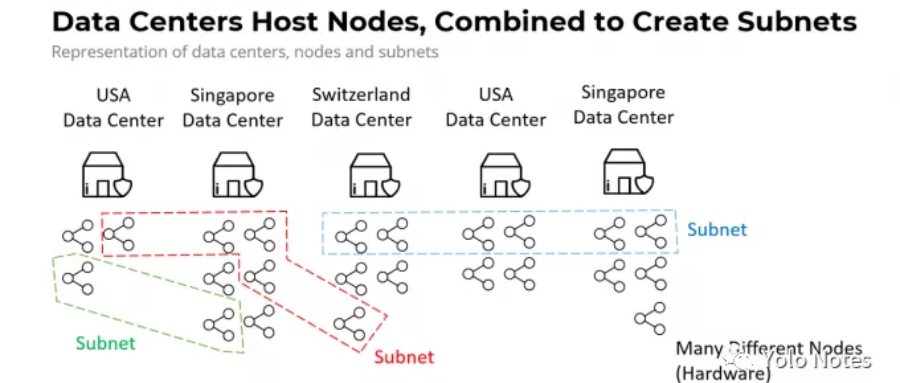 Data Centers Host Nodes, Combined to Create Subnets
Representation of data centers, nodes and subnets
USA
Data Center
Singapore
Data Center
Switzerland
Data Center
USA
Data Center
Singapore
Data Center
Subnet
Subnet
Subnet
Many Different Nodes
(Hardware)
Yolo Notes